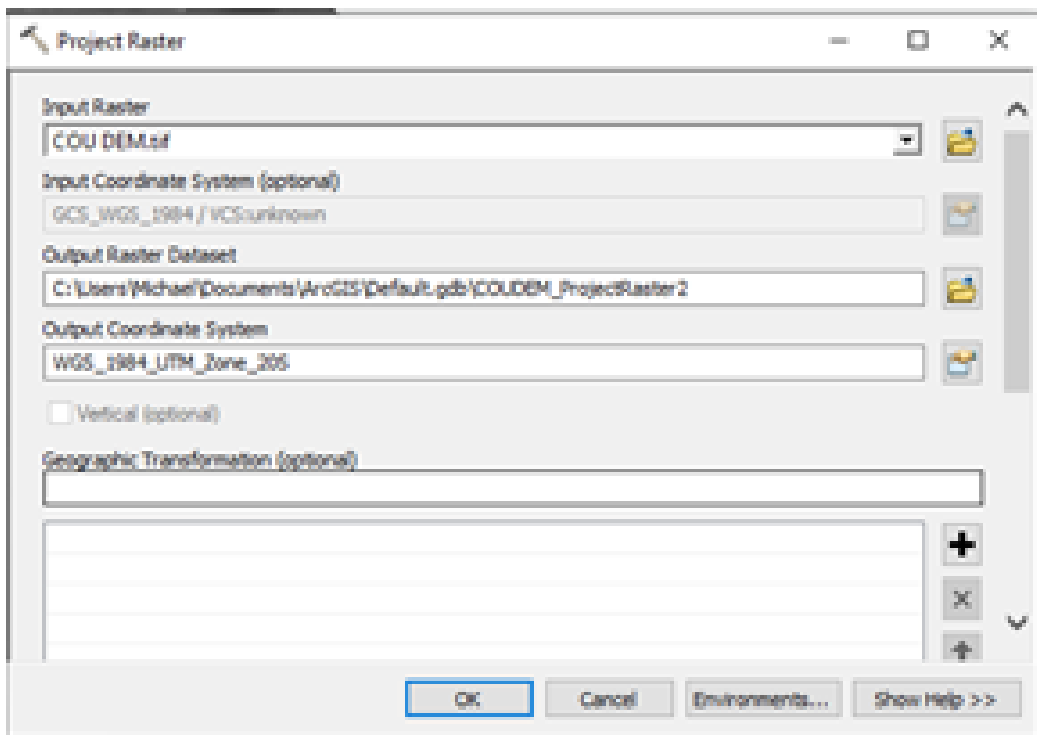 Project Raster
Input Raster
COU DEM.tif
Input Coordinate System (optional)
GCS_WGS_1984 / VCS:unknown
Output Raster Dataset
C:\Users\Michael\Documents\ArcGIS\Default.gdb\COUDEM_ProjectRaster2
Output Coordinate System
WGS_1984_UTM_Zone_20S
Vertical (optional)
Geographic Transformation (optional)
OK
Cancel
Environments...
Show Help >>